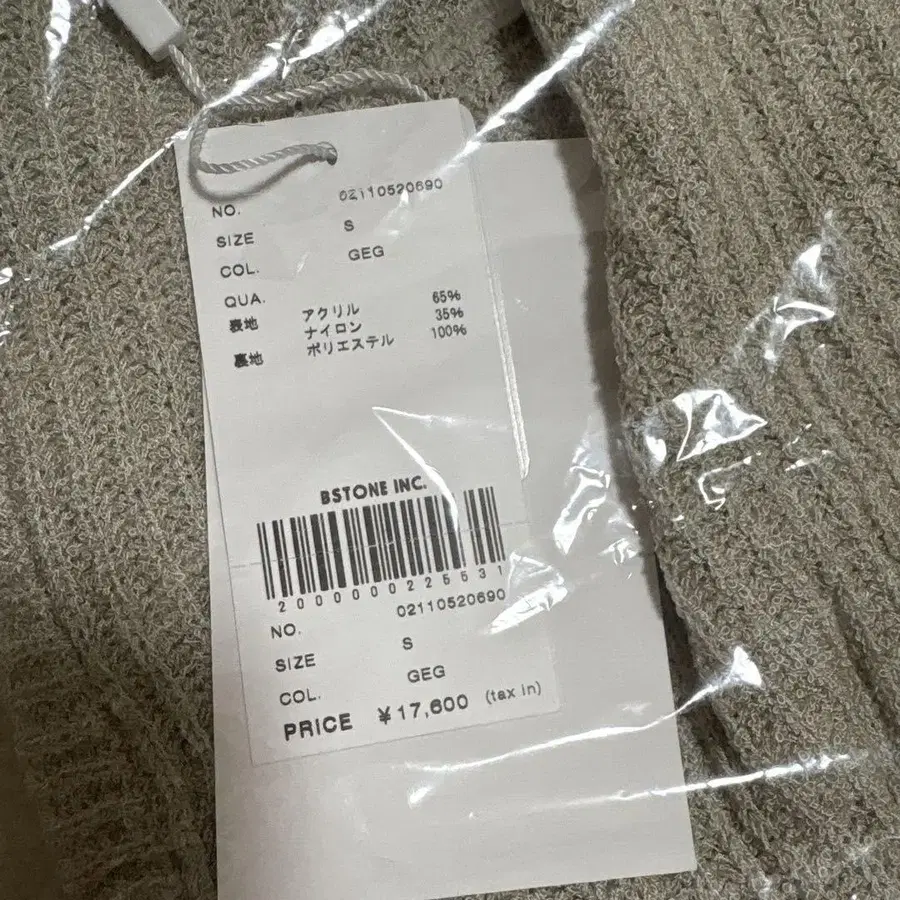 NO. 02110520690
SIZE S
COL. GEG
QUA.
表地 アクリル 65%
ナイロン 35%
裏地 ポリエステル 100%
BSTONE INC.
2000000225531
NO. 02110520690
SIZE S
COL. GEG
PRICE ¥17,600 (tax in)